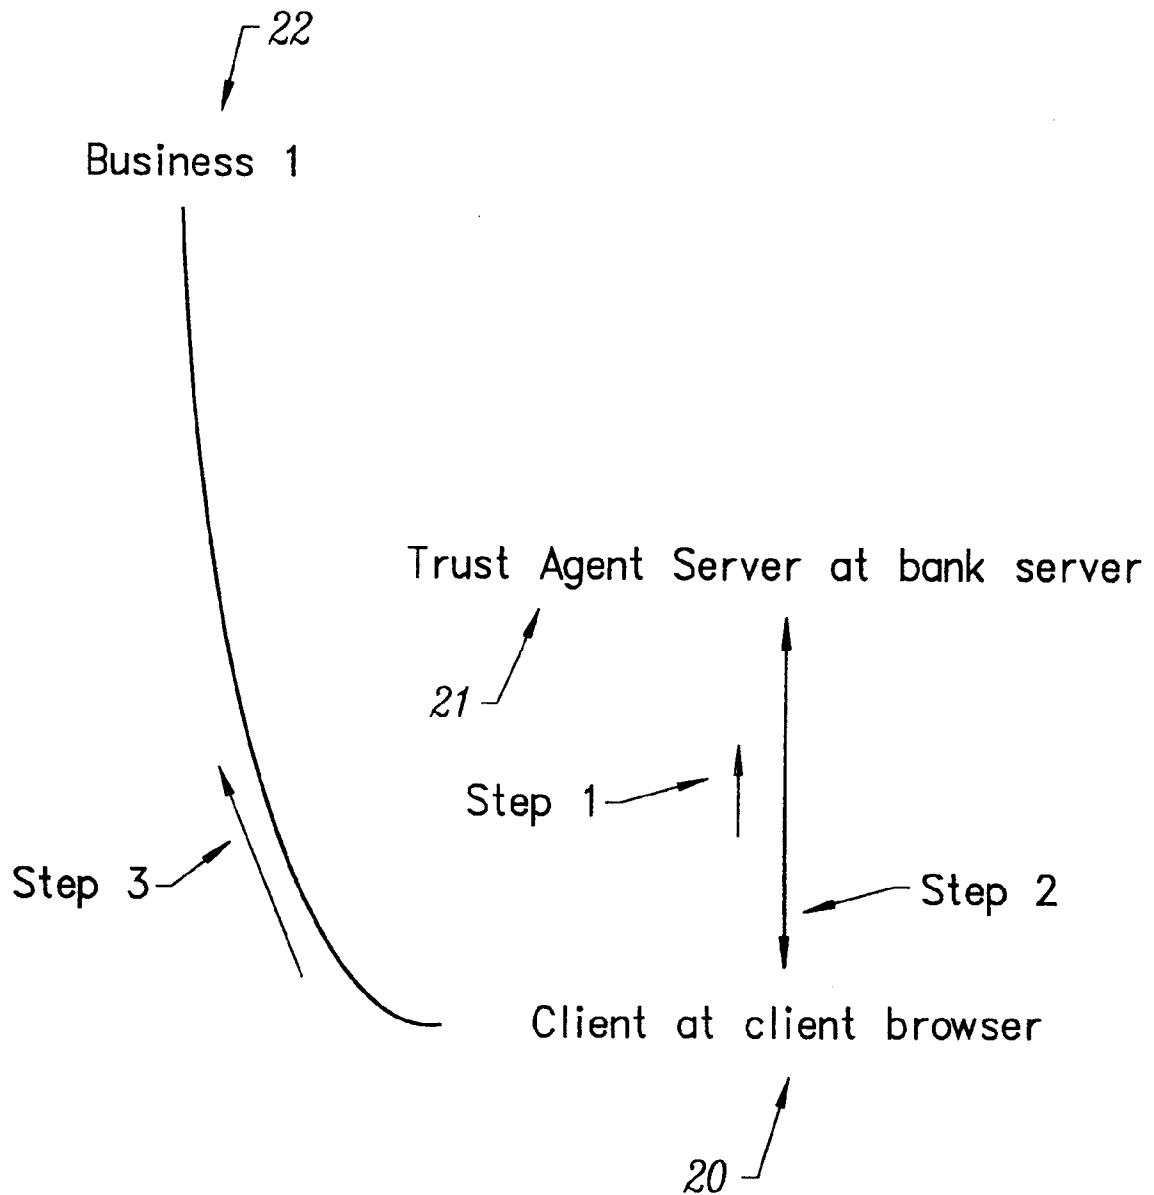 22
Business 1
Trust Agent Server at bank server
21
Step 1
Step 3
Step 2
Client at client browser
20